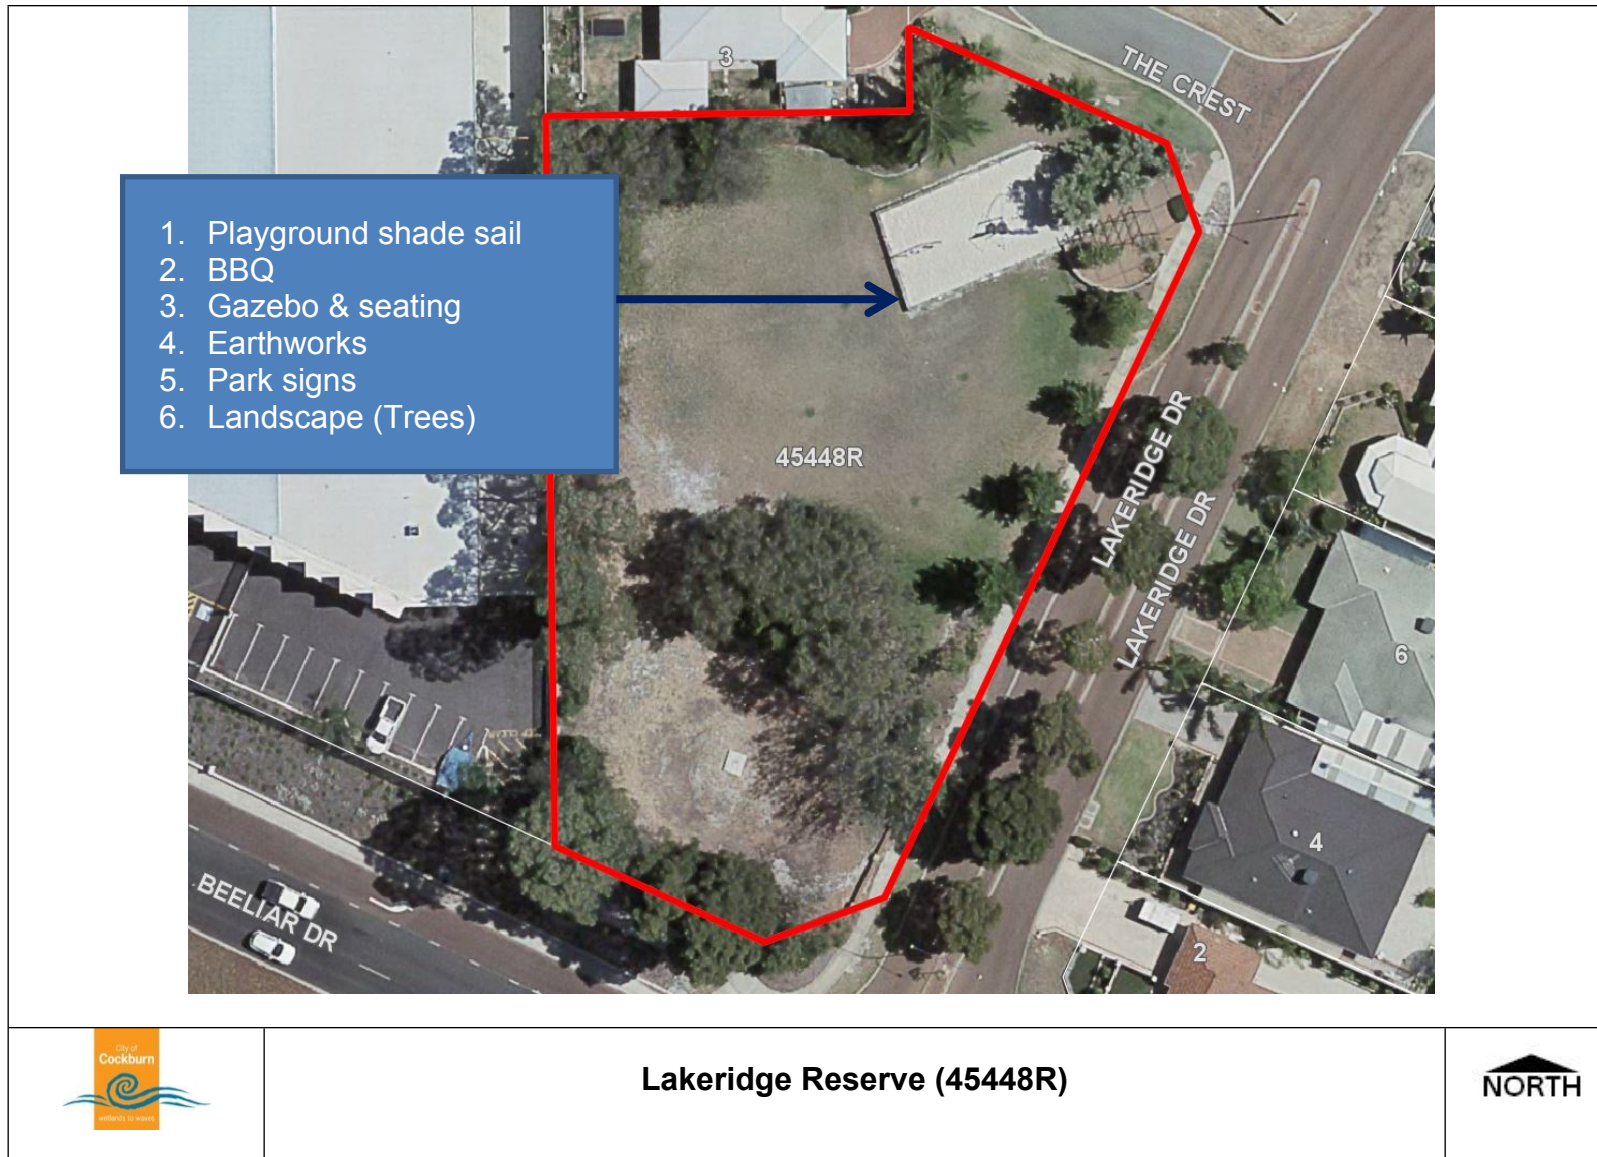 3
THE CREST
1. Playground shade sail
2. BBQ
3. Gazebo & seating
4. Earthworks
5. Park signs
6. Landscape (Trees)
45448R
LAKERIDGE DR
LAKERIDGE DR
6
4
BEELIAR DR
2
City of
Cockburn
wetlands to waves
Lakeridge Reserve (45448R)
NORTH